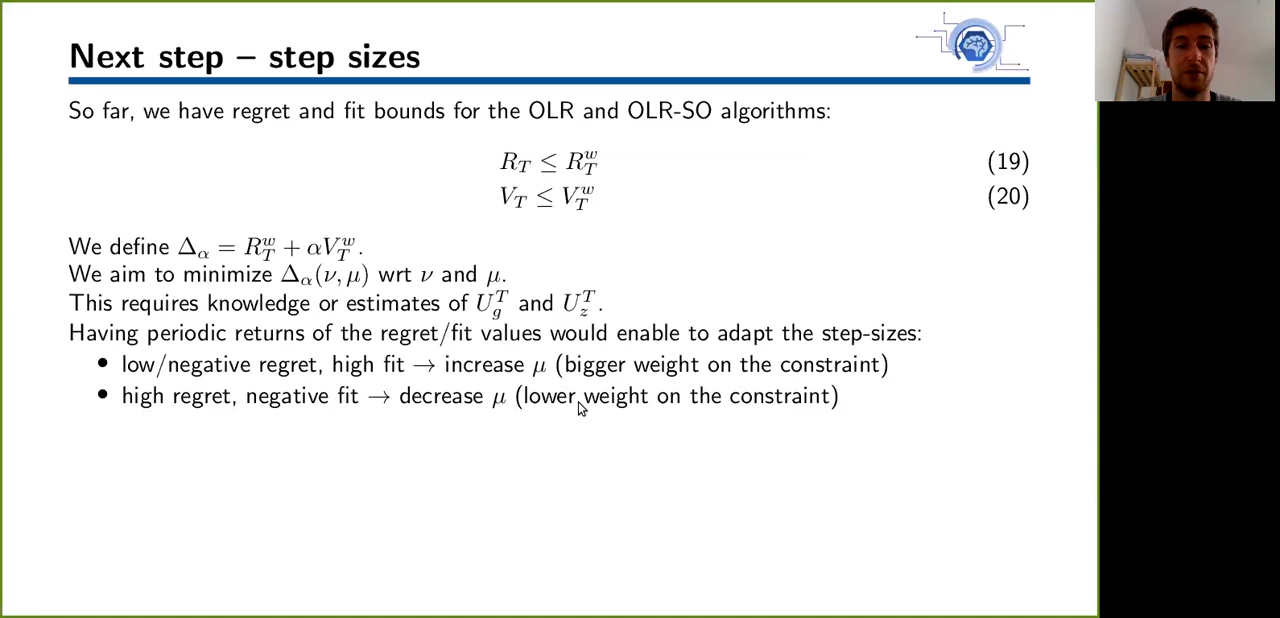 Next step – step sizes
So far, we have regret and fit bounds for the OLR and OLR-SO algorithms:
R_T ≤ R_T^w (19)
V_T ≤ V_T^w (20)
We define Δ_α = R_T^w + αV_T^w.
We aim to minimize Δ_α(ν, μ) wrt ν and μ.
This requires knowledge or estimates of U_g^T and U_z^T.
Having periodic returns of the regret/fit values would enable to adapt the step-sizes:
• low/negative regret, high fit → increase μ (bigger weight on the constraint)
• high regret, negative fit → decrease μ (lower weight on the constraint)